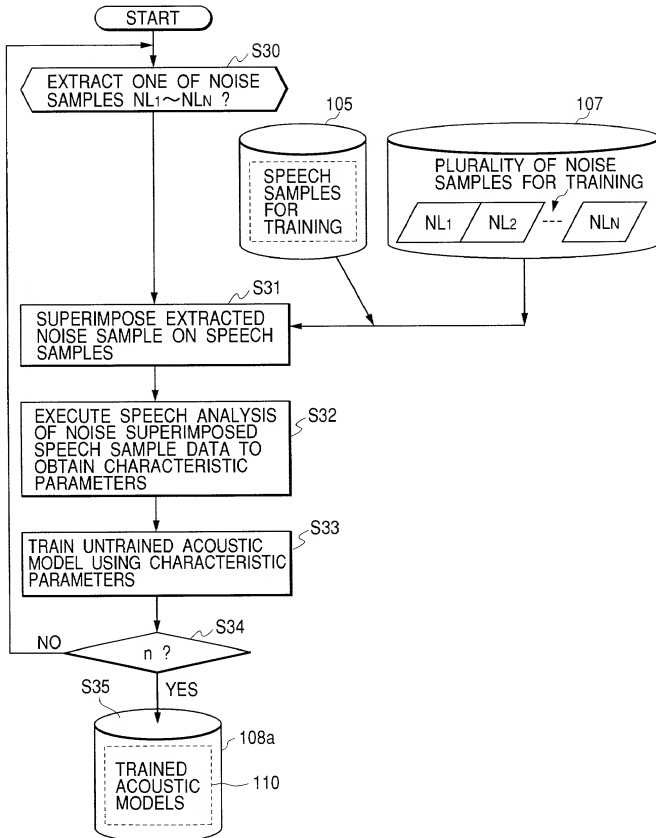 START
S30
EXTRACT ONE OF NOISE
SAMPLES NL1~NLN ?
105
107
SPEECH
SAMPLES
FOR
TRAINING
PLURALITY OF NOISE
SAMPLES FOR TRAINING
NL1 NL2 --- NLN
S31
SUPERIMPOSE EXTRACTED
NOISE SAMPLE ON SPEECH
SAMPLES
S32
EXECUTE SPEECH ANALYSIS
OF NOISE SUPERIMPOSED
SPEECH SAMPLE DATA TO
OBTAIN CHARACTERISTIC
PARAMETERS
S33
TRAIN UNTRAINED ACOUSTIC
MODEL USING CHARACTERISTIC
PARAMETERS
S34
NO
n ?
YES
S35
108a
TRAINED
ACOUSTIC
MODELS
110